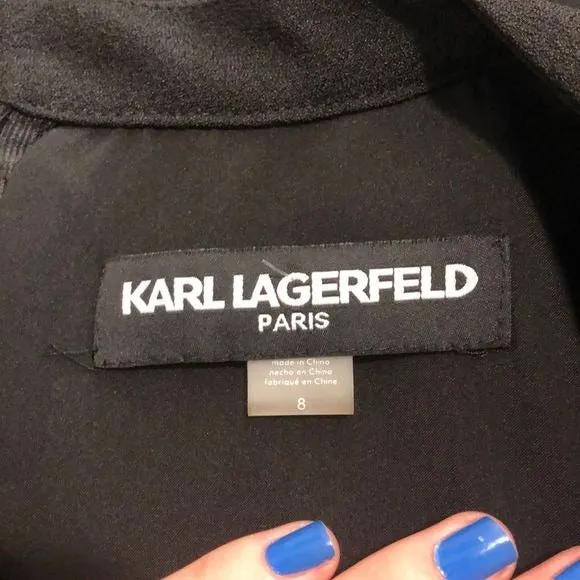 KARL LAGERFELD
PARIS
made in China
hecho en China
fabriqué en Chine
8